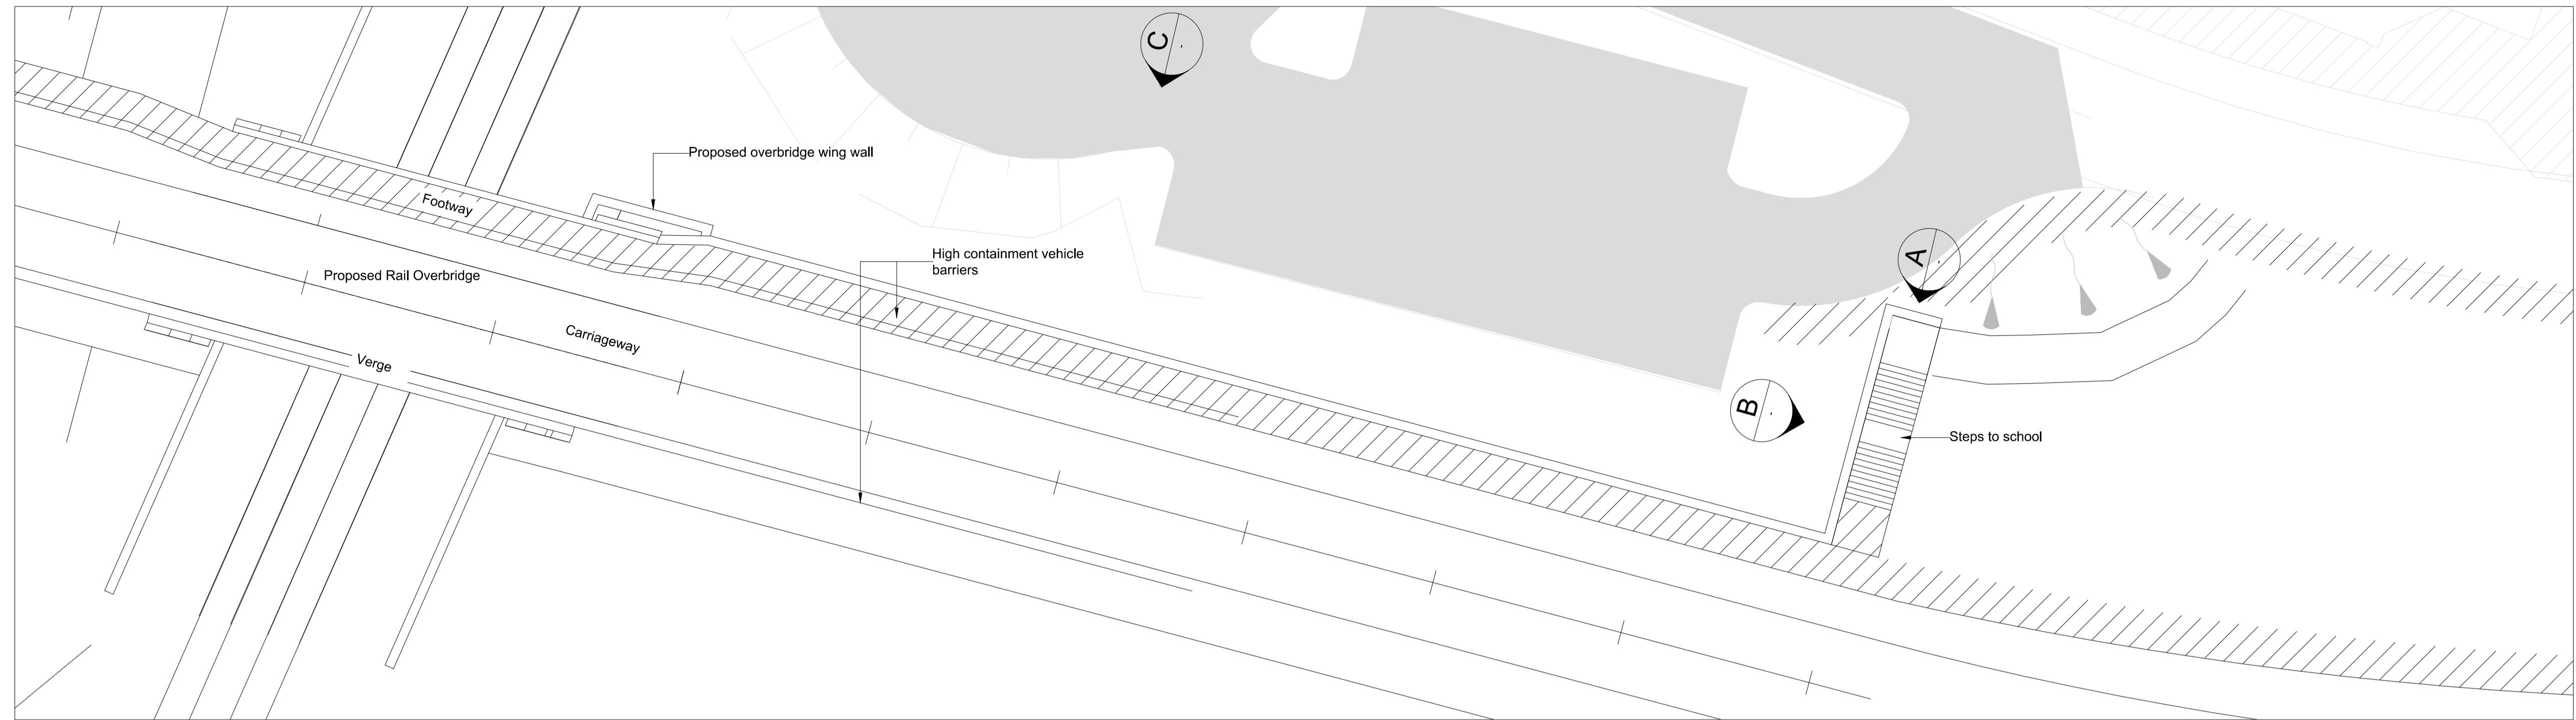 C
Proposed overbridge wing wall
Footway
High containment vehicle
barriers
A
Proposed Rail Overbridge
Carriageway
Verge
B
Steps to school